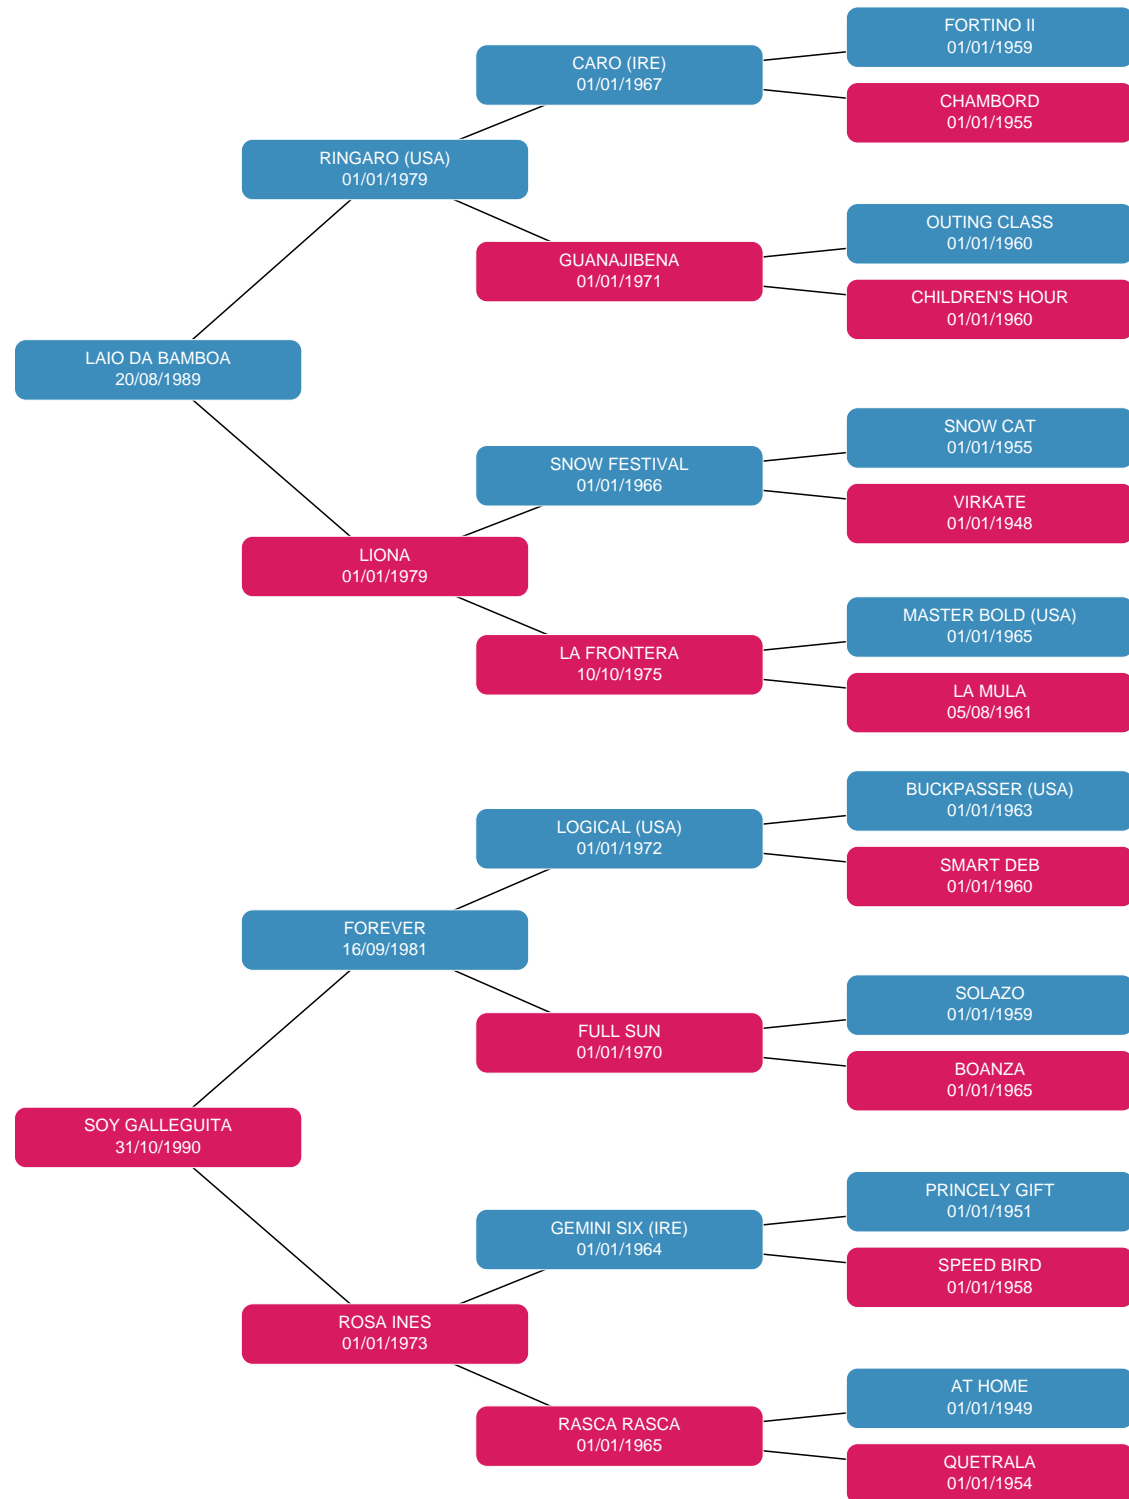 FORTINO II
01/01/1959
CARO (IRE)
01/01/1967
CHAMBORD
01/01/1955
RINGARO (USA)
01/01/1979
OUTING CLASS
01/01/1960
GUANAJIBENA
01/01/1971
CHILDREN'S HOUR
01/01/1960
LAIO DA BAMBOA
20/08/1989
SNOW CAT
01/01/1955
SNOW FESTIVAL
01/01/1966
VIRKATE
01/01/1948
LIONA
01/01/1979
MASTER BOLD (USA)
01/01/1965
LA FRONTERA
10/10/1975
LA MULA
05/08/1961
BUCKPASSER (USA)
01/01/1963
LOGICAL (USA)
01/01/1972
SMART DEB
01/01/1960
FOREVER
16/09/1981
SOLAZO
01/01/1959
FULL SUN
01/01/1970
BOANZA
01/01/1965
SOY GALLEGUITA
31/10/1990
PRINCELY GIFT
01/01/1951
GEMINI SIX (IRE)
01/01/1964
SPEED BIRD
01/01/1958
ROSA INES
01/01/1973
AT HOME
01/01/1949
RASCA RASCA
01/01/1965
QUETRALA
01/01/1954